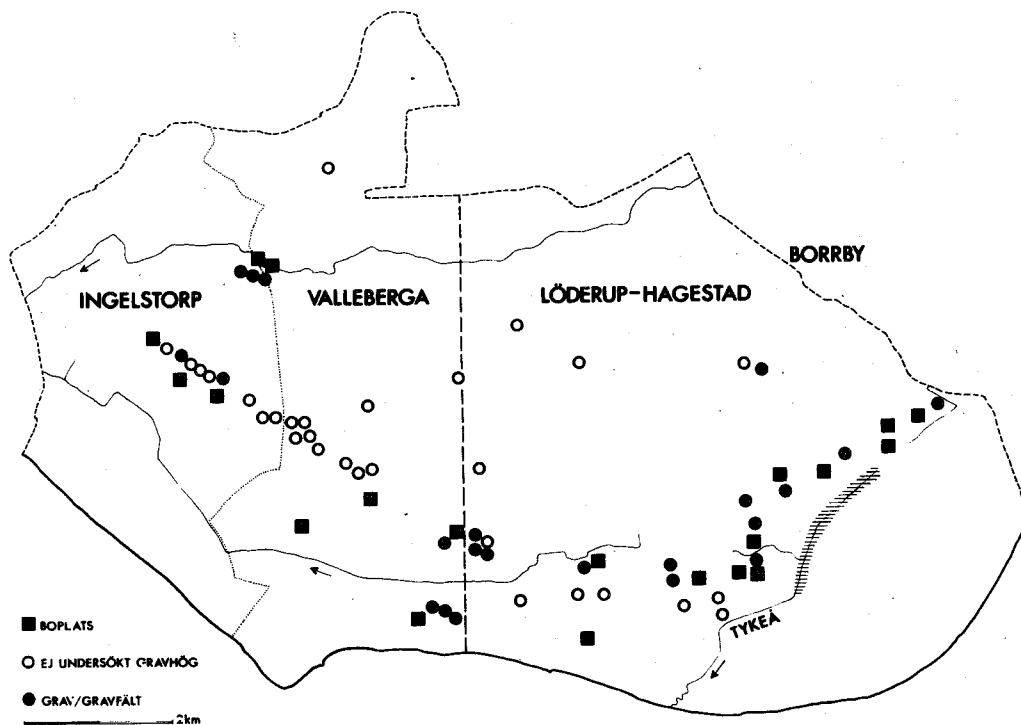 BORRBY
INGELSTORP
VALLEBERGA
LÖDERUP-HAGESTAD
TYKEÅ
BOPLATS
EJ UNDERSÖKT GRAVHÖG
GRAV/GRAVFÄLT
2km